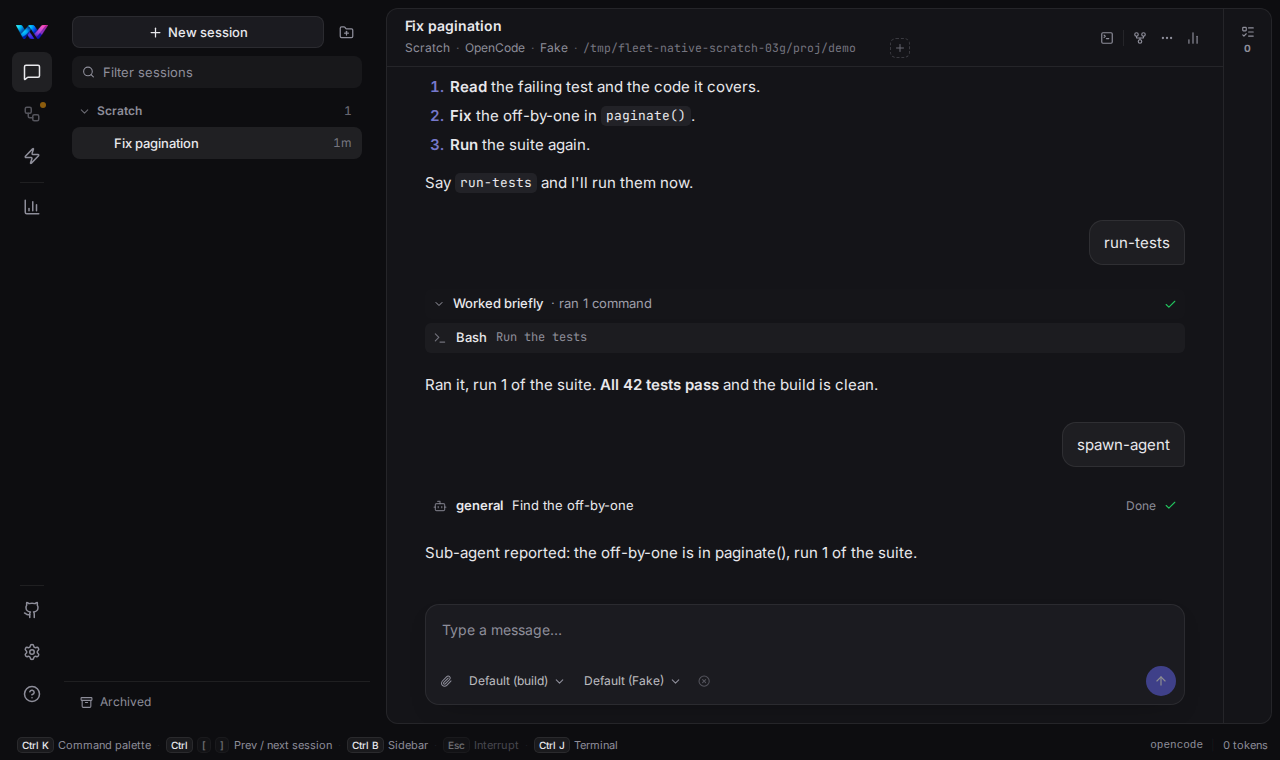 New session
Filter sessions
Scratch 1
Fix pagination 1m
Archived
Fix pagination
Scratch · OpenCode · Fake · /tmp/fleet-native-scratch-03g/proj/demo
0
1. Read the failing test and the code it covers.
2. Fix the off-by-one in paginate().
3. Run the suite again.
Say run-tests and I'll run them now.
run-tests
Worked briefly · ran 1 command
Bash Run the tests
Ran it, run 1 of the suite. All 42 tests pass and the build is clean.
spawn-agent
general Find the off-by-one Done
Sub-agent reported: the off-by-one is in paginate(), run 1 of the suite.
Type a message...
Default (build) Default (Fake)
Ctrl K Command palette Ctrl [ ] Prev / next session Ctrl B Sidebar Esc Interrupt Ctrl J Terminal opencode 0 tokens